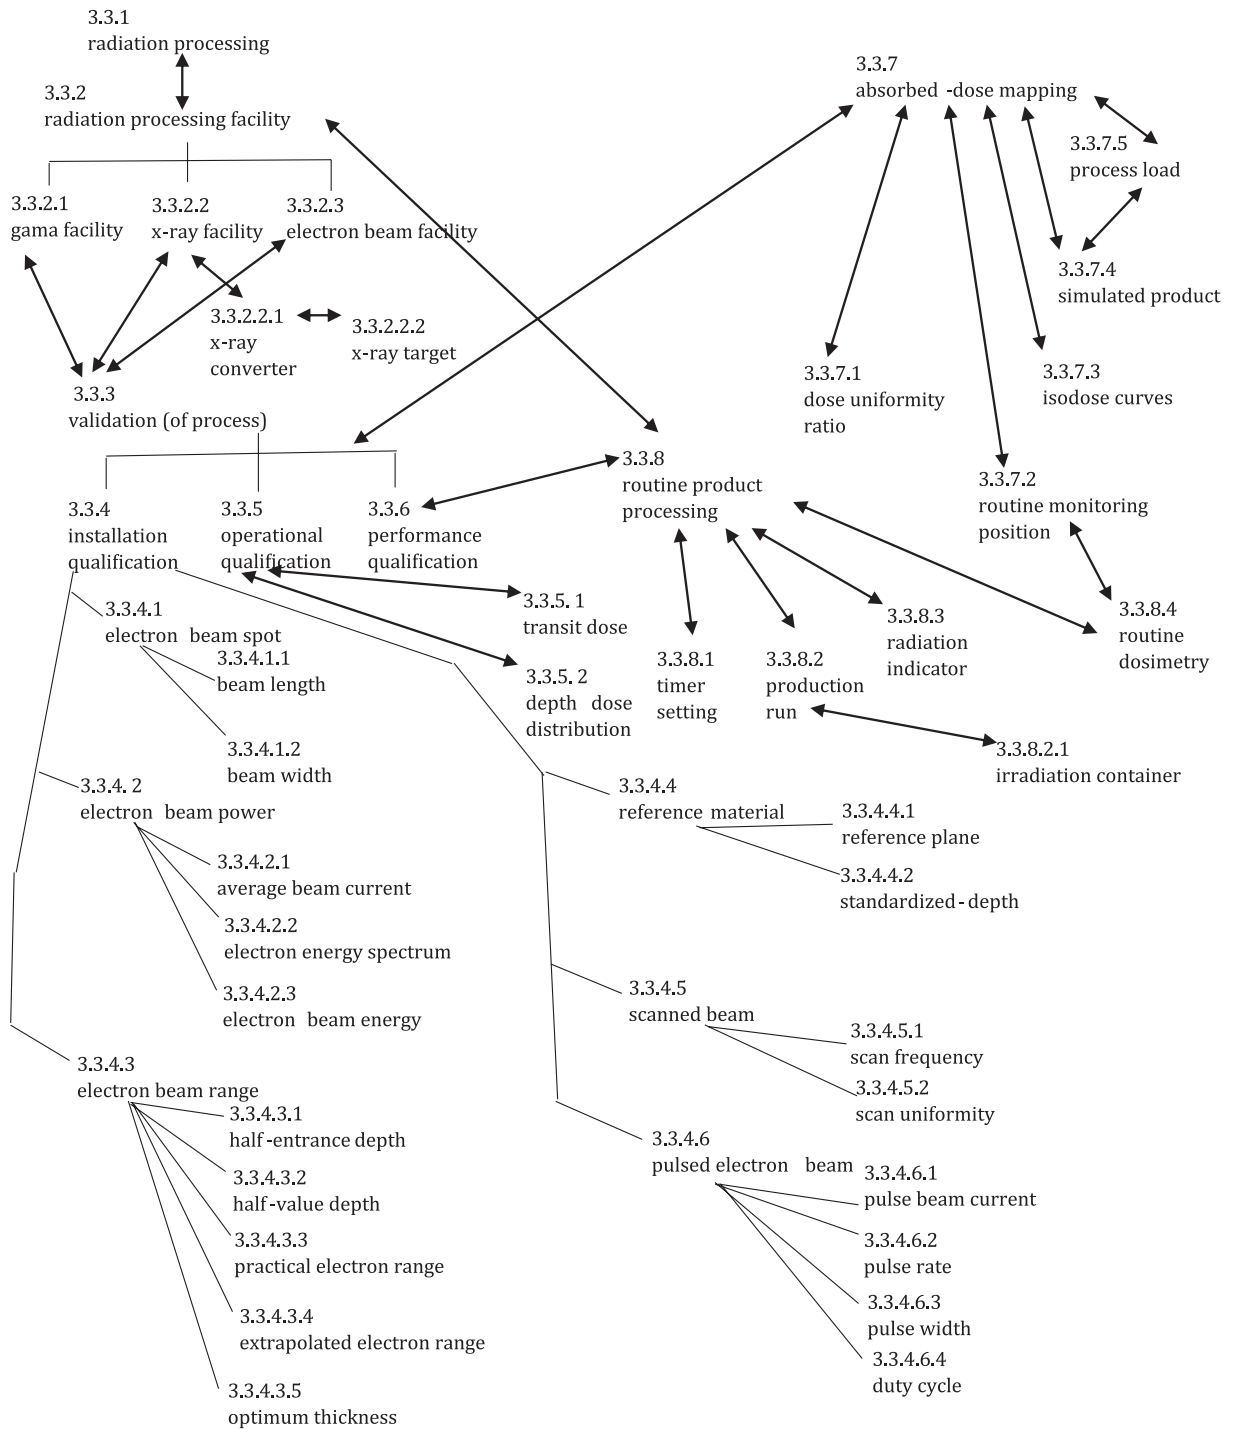 3.3.1
radiation processing
3.3.2
radiation processing facility
3.3.2.1
gama facility
3.3.2.2
x-ray facility
3.3.2.3
electron beam facility
3.3.2.2.1
x-ray
converter
3.3.2.2.2
x-ray target
3.3.3
validation (of process)
3.3.4
installation
qualification
3.3.5
operational
qualification
3.3.6
performance
qualification
3.3.7
absorbed -dose mapping
3.3.7.5
process load
3.3.7.4
simulated product
3.3.7.3
isodose curves
3.3.7.1
dose uniformity
ratio
3.3.7.2
routine monitoring
position
3.3.8
routine product
processing
3.3.8.1
timer
setting
3.3.8.2
production
run
3.3.8.3
radiation
indicator
3.3.8.4
routine
dosimetry
3.3.8.2.1
irradiation container
3.3.5. 1
transit dose
3.3.5. 2
depth dose
distribution
3.3.4.1
electron beam spot
3.3.4.1.1
beam length
3.3.4.1.2
beam width
3.3.4. 2
electron beam power
3.3.4.2.1
average beam current
3.3.4.2.2
electron energy spectrum
3.3.4.2.3
electron beam energy
3.3.4.3
electron beam range
3.3.4.3.1
half-entrance depth
3.3.4.3.2
half-value depth
3.3.4.3.3
practical electron range
3.3.4.3.4
extrapolated electron range
3.3.4.3.5
optimum thickness
3.3.4.4
reference material
3.3.4.4.1
reference plane
3.3.4.4.2
standardized-depth
3.3.4.5
scanned beam
3.3.4.5.1
scan frequency
3.3.4.5.2
scan uniformity
3.3.4.6
pulsed electron beam
3.3.4.6.1
pulse beam current
3.3.4.6.2
pulse rate
3.3.4.6.3
pulse width
3.3.4.6.4
duty cycle